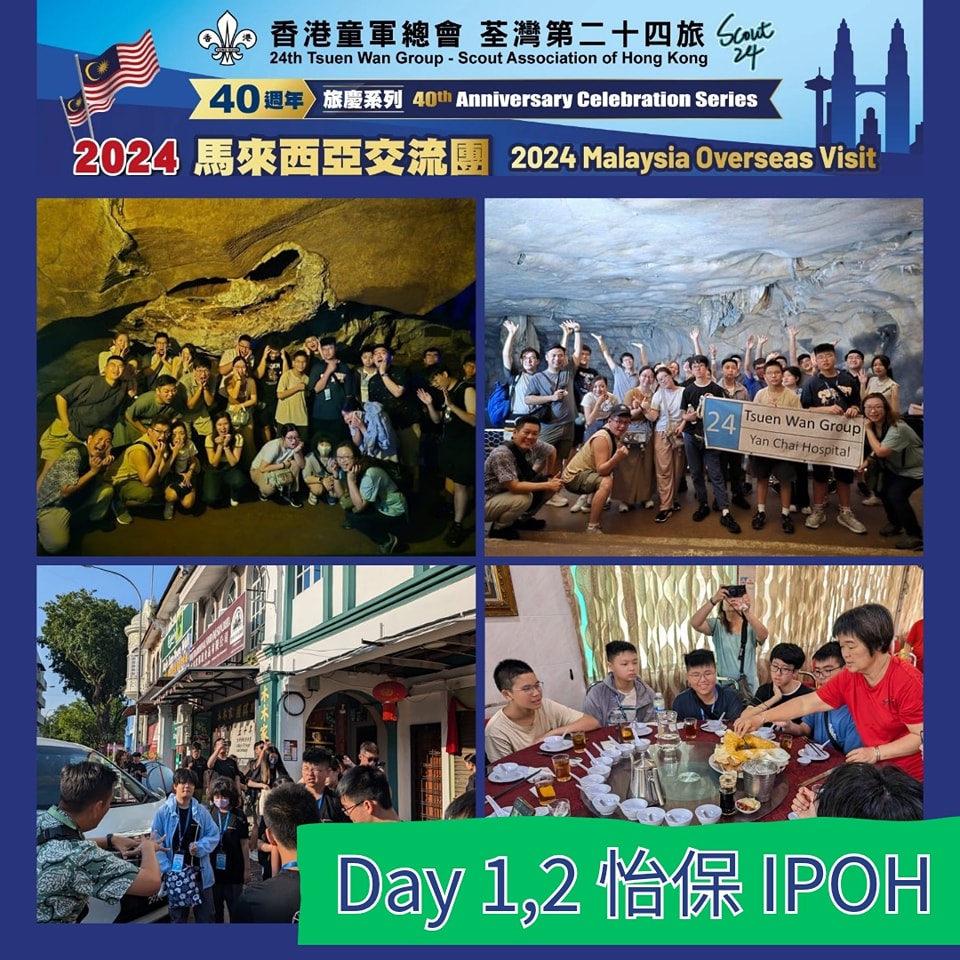 香港童軍總會 荃灣第二十四旅
24th Tsuen Wan Group - Scout Association of Hong Kong
Scout 24
香 港
40週年 旅慶系列 40th Anniversary Celebration Series
2024 馬來西亞交流團 2024 Malaysia Overseas Visit
24 Tsuen Wan Group
Yan Chai Hospital
Day 1,2 怡保 IPOH